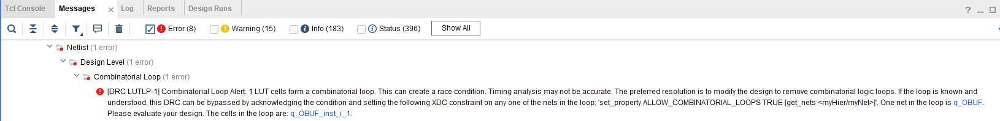 Tcl Console Messages × Log Reports Design Runs ? _
Error (8) Warning (15) Info (183) Status (396) Show All
Netlist (1 error)
Design Level (1 error)
Combinatorial Loop (1 error)
[DRC LUTLP-1] Combinatorial Loop Alert: 1 LUT cells form a combinatorial loop. This can create a race condition. Timing analysis may not be accurate. The preferred resolution is to modify the design to remove combinatorial logic loops. If the loop is known and
understood, this DRC can be bypassed by acknowledging the condition and setting the following XDC constraint on any one of the nets in the loop: 'set_property ALLOW_COMBINATORIAL_LOOPS TRUE [get_nets <myHier/myNet>]'. One net in the loop is q_OBUF.
Please evaluate your design. The cells in the loop are: q_OBUF_inst_i_1.